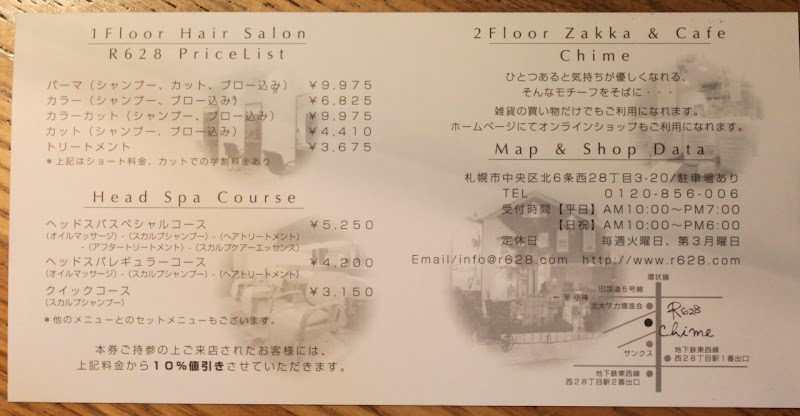 1Floor Hair Salon
R628 PriceList
パーマ（シャンプー、カット、ブロー込み） ￥9,975
カラー（シャンプー、ブロー込み） ￥6,825
カラーカット（シャンプー、ブロー込み） ￥9,975
カット（シャンプー、ブロー込み） ￥4,410
トリートメント ￥3,675
＊上記はショート料金、カットでの学割料金あり
Head Spa Course
ヘッドスパスペシャルコース ￥5,250
(オイルマッサージ)-(スカルプシャンプー)-(ヘアトリートメント)
-(アフタートリートメント)-(スカルプケアーエッセンス)
ヘッドスパレギュラーコース ￥4,200
(オイルマッサージ)-(スカルプシャンプー)-(ヘアトリートメント)
クイックコース ￥3,150
(スカルプシャンプー)
＊他のメニューとのセットメニューもございます。
本券ご持参の上ご来店されたお客様には、
上記料金から10％値引きさせていただきます。
2Floor Zakka & Cafe
Chime
ひとつあると気持ちが優しくなれる、
そんなモチーフをそばに・・・
雑貨の買い物だけでもご利用になれます。
ホームページにてオンラインショップもご利用になれます。
Map & Shop Data
札幌市中央区北6条西28丁目3-20/駐車場あり
TEL 0120-856-006
受付時間【平日】AM10:00〜PM7:00
【日祝】AM10:00〜PM6:00
定休日 毎週火曜日、第3月曜日
Email/info@r628.com http://www.r628.com
環状線
旧国道5号線
← 至 小樽
北大学力増進会
R628
Chime
サンクス
地下鉄東西線
西28丁目駅1番出口
地下鉄東西線
西28丁目駅2番出口